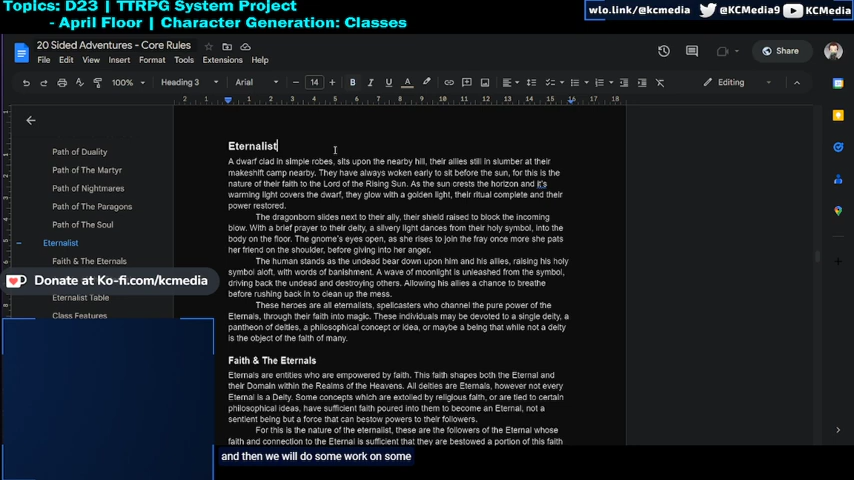 Topics: D23 | TTRPG System Project
- April Floor | Character Generation: Classes
wlo.link/@kcmedia @KCMedia9 KCMedia
20 Sided Adventures - Core Rules
File Edit View Insert Format Tools Extensions Help
Share
100% Heading 3 Arial 14 B I U A Editing
2 1 1 2 3 4 5 6 7 8 9 10 11 12 13 14 15 16 17 18
Path of Duality
Path of The Martyr
Path of Nightmares
Path of The Paragons
Path of The Soul
Eternalist
Faith & The Eternals
Eternalist Table
Class Features
Donate at Ko-fi.com/kcmedia
Eternalist
A dwarf clad in simple robes, sits upon the nearby hill, their allies still in slumber at their
makeshift camp nearby. They have always woken early to sit before the sun, for this is the
nature of their faith to the Lord of the Rising Sun. As the sun crests the horizon and it's
warming light covers the dwarf, they glow with a golden light, their ritual complete and their
power restored.
The dragonborn slides next to their ally, their shield raised to block the incoming
blow. With a brief prayer to their deity, a silvery light dances from their holy symbol, into the
body on the floor. The gnome's eyes open, as she rises to join the fray once more she pats
her friend on the shoulder, before giving into her anger.
The human stands as the undead bear down upon him and his allies, raising his holy
symbol aloft, with words of banishment. A wave of moonlight is unleashed from the symbol,
driving back the undead and destroying others. Allowing his allies a chance to breathe
before rushing back in to clean up the mess.
These heroes are all eternalists, spellcasters who channel the pure power of the
Eternals, through their faith into magic. These individuals may be devoted to a single deity, a
pantheon of deities, a philosophical concept or idea, or maybe a being that while not a deity
is the object of the faith of many.
Faith & The Eternals
Eternals are entities who are empowered by faith. This faith shapes both the Eternal and
their Domain within the Realms of the Heavens. All deities are Eternals, however not every
Eternal is a Deity. Some concepts which are extolled by religious faith, or are tied to certain
philosophical ideas, have sufficient faith poured into them to become an Eternal, not a
sentient being but a force that can bestow powers to their followers.
For this is the nature of the eternalist, these are the followers of the Eternal whose
faith and connection to the Eternal is sufficient that they are bestowed a portion of this faith
and then we will do some work on some